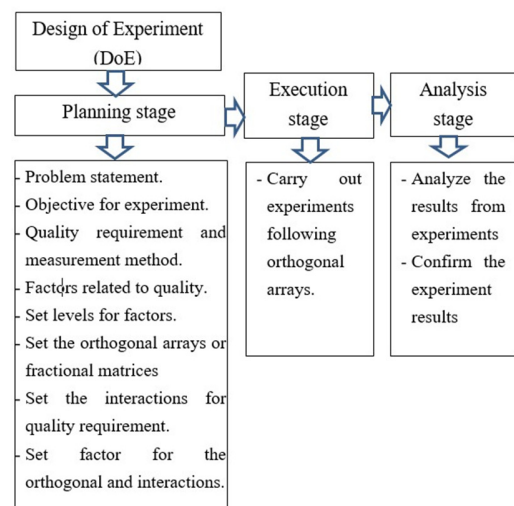 Design of Experiment
(DoE)
Planning stage
Execution
stage
Analysis
stage
- Problem statement.
- Objective for experiment.
- Quality requirement and
measurement method.
- Factors related to quality.
- Set levels for factors.
- Set the orthogonal arrays or
fractional matrices
- Set the interactions for
quality requirement.
- Set factor for the
orthogonal and interactions.
- Carry out
experiments
following
orthogonal
arrays.
- Analyze the
results from
experiments
- Confirm the
experiment
results